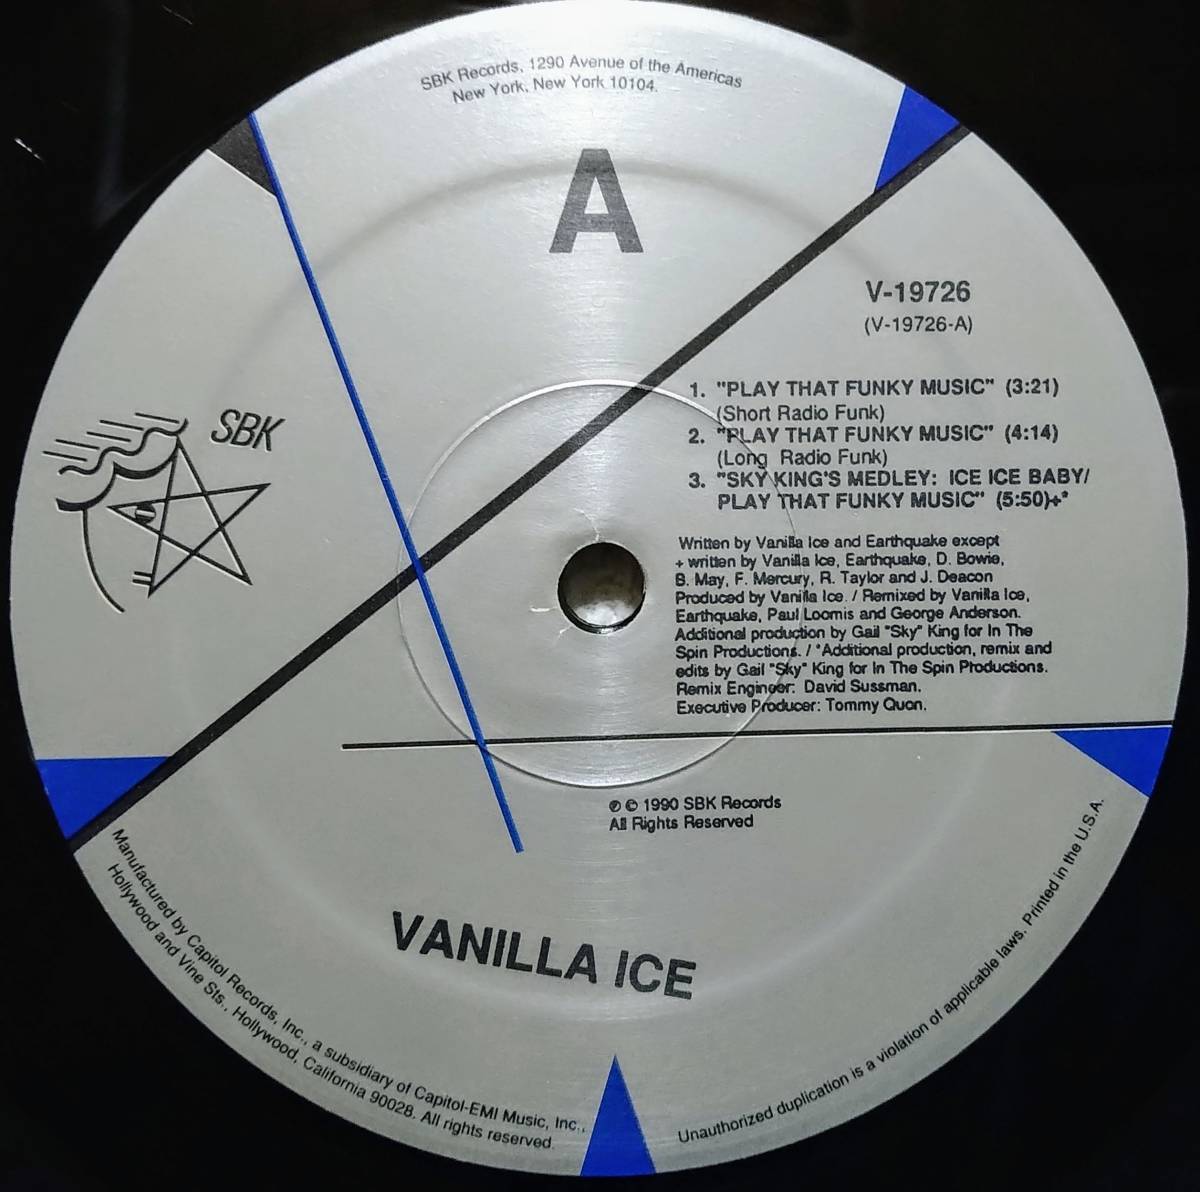 SBK Records, 1290 Avenue of the Americas
New York, New York 10104.
A
V-19726
(V-19726-A)
SBK
1. "PLAY THAT FUNKY MUSIC" (3:21)
(Short Radio Funk)
2. "PLAY THAT FUNKY MUSIC" (4:14)
(Long Radio Funk)
3. "SKY KING'S MEDLEY: ICE ICE BABY/
PLAY THAT FUNKY MUSIC" (5:50)+*
Written by Vanilla Ice and Earthquake except
+ written by Vanilla Ice, Earthquake, D. Bowie,
B. May, F. Mercury, R. Taylor and J. Deacon
Produced by Vanilla Ice. / Remixed by Vanilla Ice,
Earthquake, Paul Loomis and George Anderson.
Additional production by Gail "Sky" King for In The
Spin Productions. / *Additional production, remix and
edits by Gail "Sky" King for In The Spin Productions.
Remix Engineer: David Sussman.
Executive Producer: Tommy Quon.
℗ © 1990 SBK Records
All Rights Reserved
VANILLA ICE
Manufactured by Capitol Records, Inc., a subsidiary of Capitol-EMI Music, Inc.,
Hollywood and Vine Sts., Hollywood, California 90028. All rights reserved.
Unauthorized duplication is a violation of applicable laws. Printed in the U.S.A.